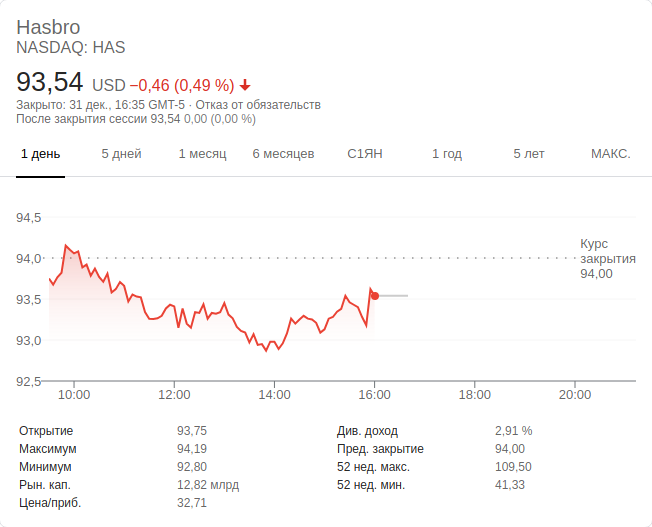 Hasbro
NASDAQ: HAS
93,54 USD −0,46 (0,49 %)
Закрыто: 31 дек., 16:35 GMT-5 · Отказ от обязательств
После закрытия сессии 93,54 0,00 (0,00 %)
1 день 5 дней 1 месяц 6 месяцев С1ЯН 1 год 5 лет МАКС.
94,5
94,0
93,5
93,0
92,5
Курс
закрытия
94,00
10:00 12:00 14:00 16:00 18:00 20:00
Открытие 93,75 Див. доход 2,91 %
Максимум 94,19 Пред. закрытие 94,00
Минимум 92,80 52 нед. макс. 109,50
Рын. кап. 12,82 млрд 52 нед. мин. 41,33
Цена/приб. 32,71